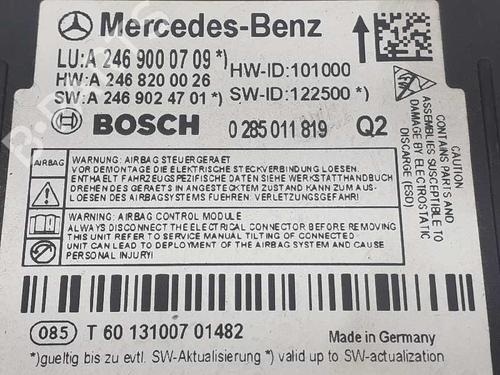 Mercedes-Benz
LU:A 246 900 07 09 *)
HW:A 246 820 00 26
HW-ID:101000
SW:A 246 902 47 01 *)
SW-ID:122500 *)
BOSCH
0 285 011 819
Q2
AIRBAG
WARNUNG: AIRBAG STEUERGERAET
VOR DEMONTAGE DIE ELEKTRISCHE STECKVERBINDUNG LOESEN.
ENTHAELT FAHRZEUGSPEZIFISCHE DATEN SIEHE WERKSTATTHANDBUCH
DREHEN DES GERAETS IN ANGESTECKTEM ZUSTAND KANN ZUM AUS-
LOESEN DES AIRBAGSYSTEMS FUEHREN. VERLETZUNGSGEFAHR!
AIRBAG
WARNING: AIRBAG CONTROL MODULE
ALWAYS DISCONNECT THE ELECTRICAL CONNECTOR BEFORE REMOVING
THIS UNIT REFER TO SERVICE MANUAL TILTING OF CONNECTED
UNIT CAN LEAD TO DEPLOYMENT OF THE AIRBAG SYSTEM AND CAUSE
PERSONAL INJURY!
CAUTION
CONTAINS PARTS AND
ASSEMBLIES SUSCEPTIBLE TO
DAMAGE BY ELECTROSTATIC
DISCHARGE (ESD)
085 T 60 131007 01482
Made in Germany
*)gueltig bis zu evtl. SW-Aktualisierung *) valid up to SW-actualization